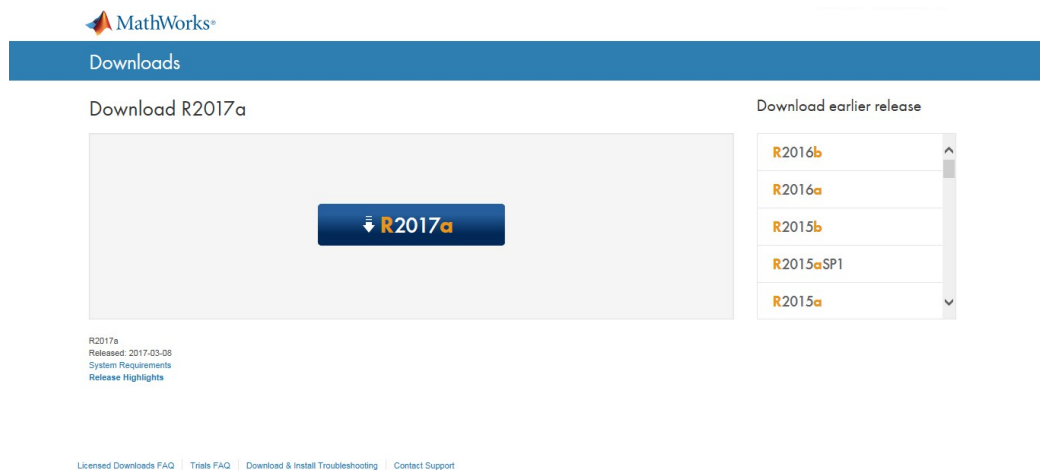 MathWorks®
Downloads
Download R2017a
R2017a
Download earlier release
R2016b
R2016a
R2015b
R2015aSP1
R2015a
R2017a
Released: 2017-03-08
System Requirements
Release Highlights
Licensed Downloads FAQ | Trials FAQ | Download & Install Troubleshooting | Contact Support